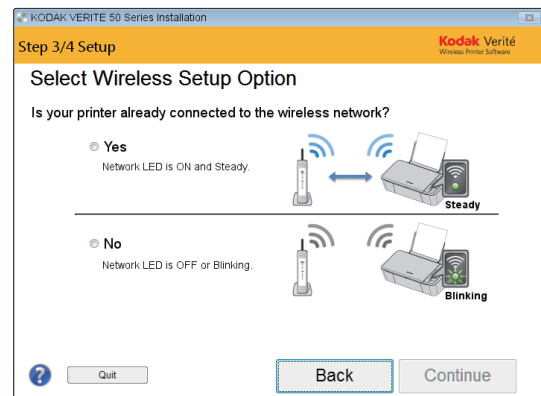 KODAK VERITE 50 Series Installation
Step 3/4 Setup
Kodak Verité
Wireless Printer Software
Select Wireless Setup Option
Is your printer already connected to the wireless network?
Yes
Network LED is ON and Steady.
Steady
No
Network LED is OFF or Blinking.
Blinking
?
Quit
Back
Continue